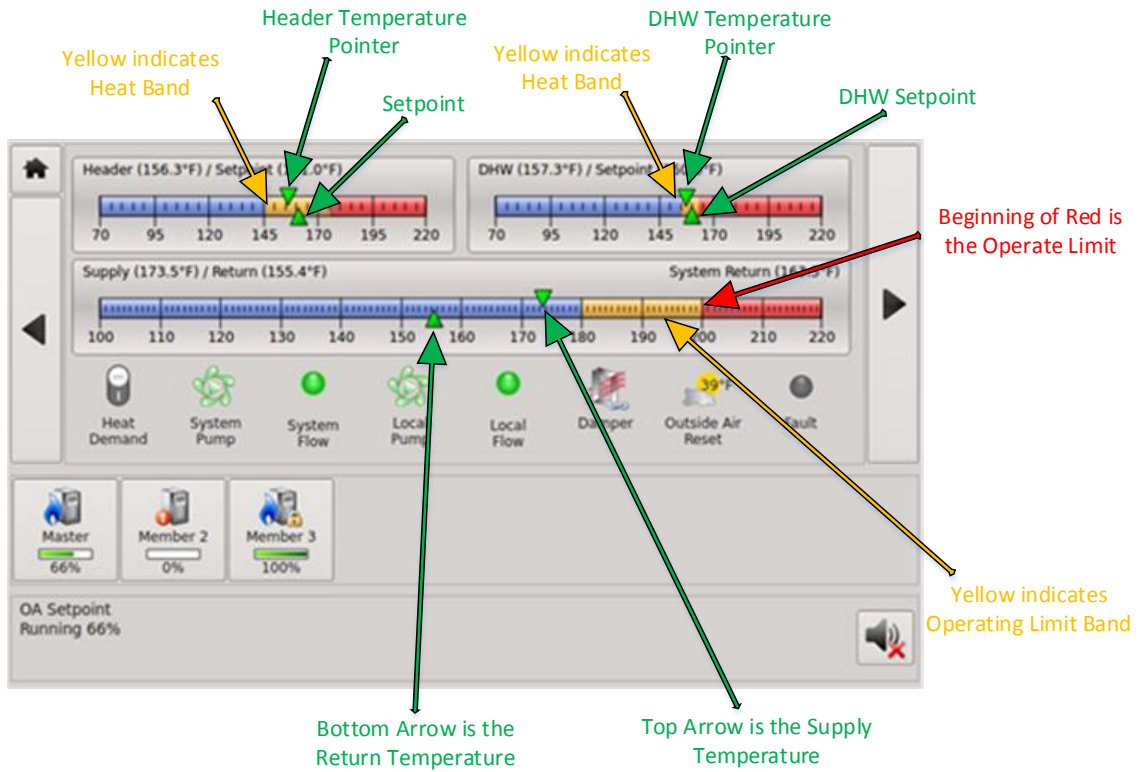 Header Temperature
Pointer
DHW Temperature
Pointer
Yellow indicates
Heat Band
Yellow indicates
Heat Band
Setpoint
DHW Setpoint
Header (156.3°F) / Setpoint ( 1.0°F)
DHW (157.3°F) / Setpoint °F)
70 95 120 145 170 195 220
70 95 120 145 170 195 220
Beginning of Red is
the Operate Limit
Supply (173.5°F) / Return (155.4°F)
System Return
100 110 120 130 140 150 160 170 180 190 200 210 220
39°F
Heat
Demand
System
Pump
System
Flow
Local
Pump
Local
Flow
Damper
Outside Air
Reset
Fault
Master
66%
Member 2
0%
Member 3
100%
OA Setpoint
Running 66%
Yellow indicates
Operating Limit Band
Bottom Arrow is the
Return Temperature
Top Arrow is the Supply
Temperature